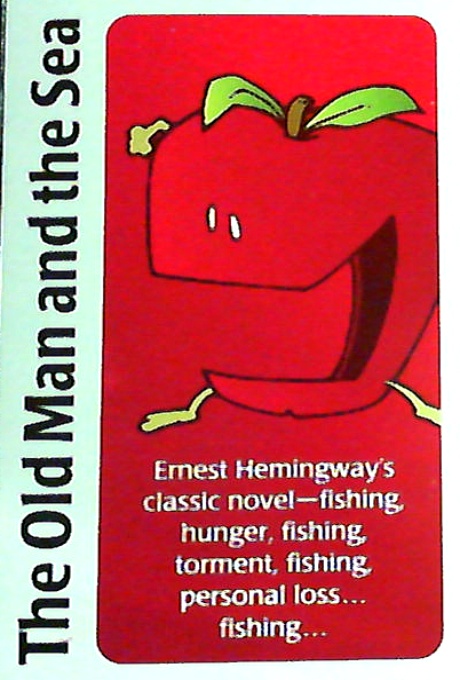 The Old Man and the Sea
Ernest Hemingway's
classic novel—fishing,
hunger, fishing,
torment, fishing,
personal loss...
fishing...